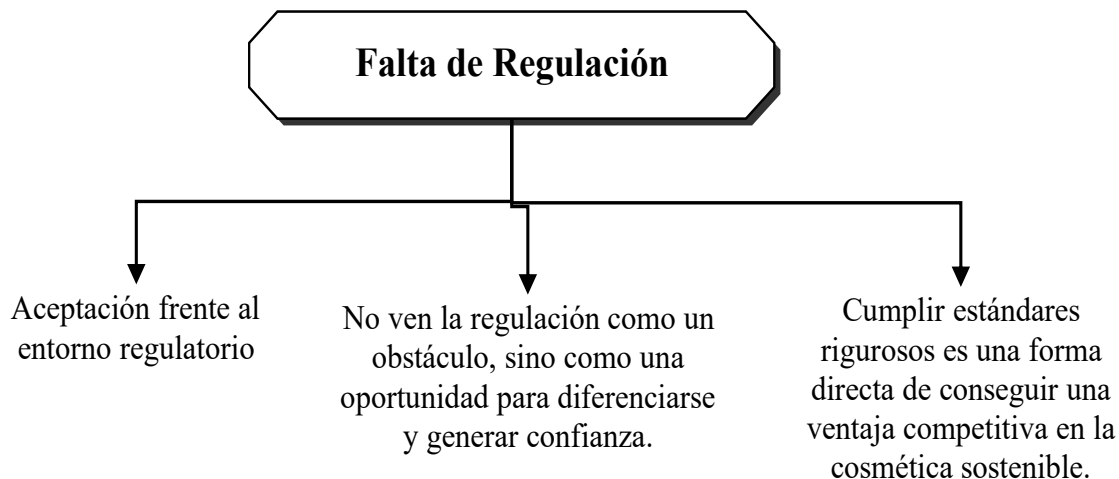 Falta de Regulación
Aceptación frente al
entorno regulatorio
No ven la regulación como un
obstáculo, sino como una
oportunidad para diferenciarse
y generar confianza.
Cumplir estándares
rigurosos es una forma
directa de conseguir una
ventaja competitiva en la
cosmética sostenible.